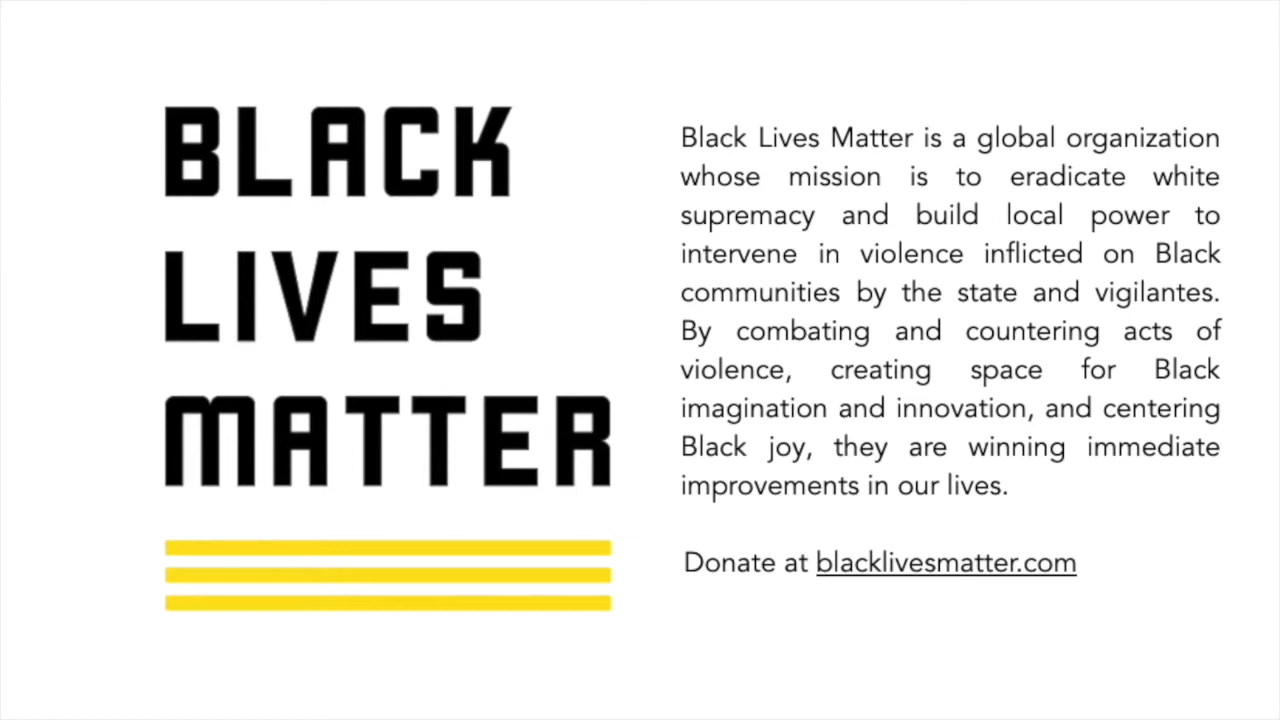 BLACK
LIVES
MATTER
Black Lives Matter is a global organization
whose mission is to eradicate white
supremacy and build local power to
intervene in violence inflicted on Black
communities by the state and vigilantes.
By combating and countering acts of
violence, creating space for Black
imagination and innovation, and centering
Black joy, they are winning immediate
improvements in our lives.
Donate at blacklivesmatter.com